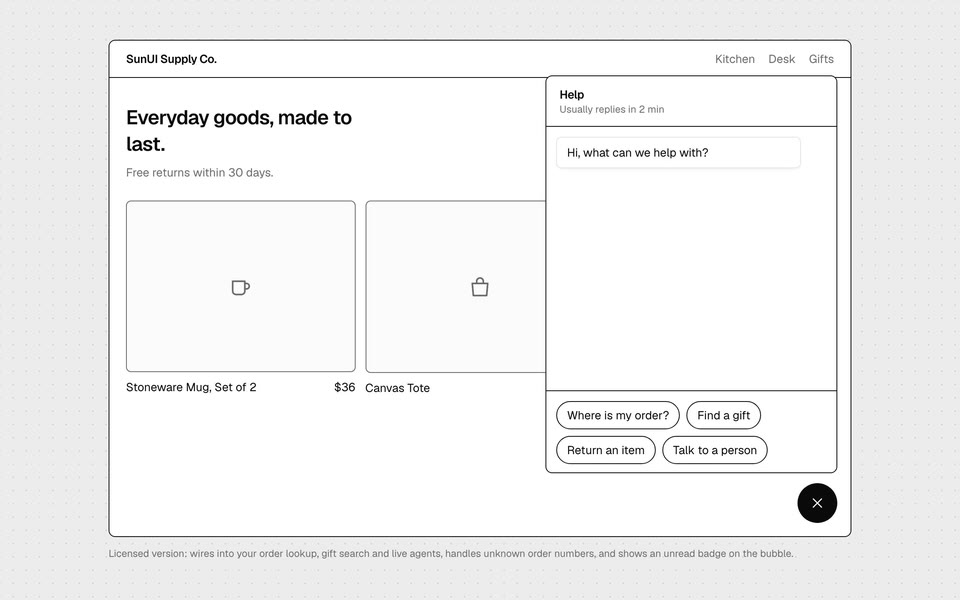 SunUI Supply Co.
Kitchen Desk Gifts
Everyday goods, made to
last.
Free returns within 30 days.
Stoneware Mug, Set of 2 $36
Canvas Tote
Help
Usually replies in 2 min
Hi, what can we help with?
Where is my order? Find a gift
Return an item Talk to a person
Licensed version: wires into your order lookup, gift search and live agents, handles unknown order numbers, and shows an unread badge on the bubble.